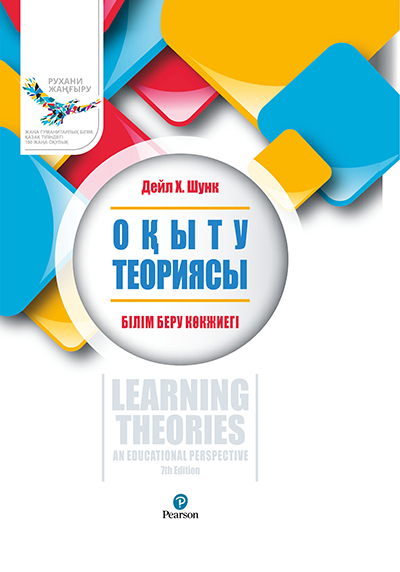 РУХАНИ
ЖАҢҒЫРУ
ЖАҢА ГУМАНИТАРЛЫҚ БІЛІМ.
ҚАЗАҚ ТІЛІНДЕГІ
100 ЖАҢА ОҚУЛЫҚ
Дейл Х. Шунк
ОҚЫТУ
ТЕОРИЯСЫ
БІЛІМ БЕРУ КӨКЖИЕГІ
LEARNING
THEORIES
AN EDUCATIONAL PERSPECTIVE
7th Edition
Pearson